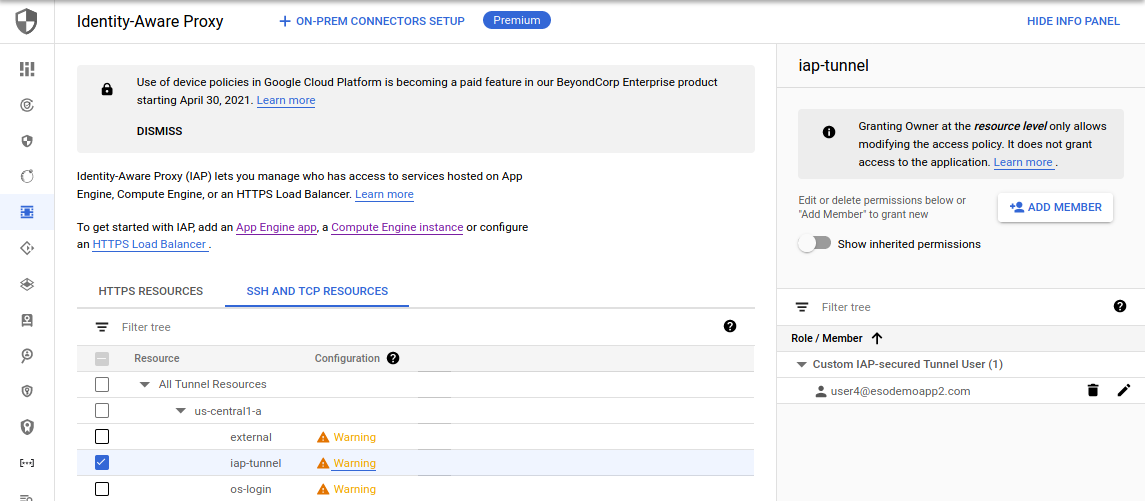 Identity-Aware Proxy
ON-PREM CONNECTORS SETUP
Premium
HIDE INFO PANEL
Use of device policies in Google Cloud Platform is becoming a paid feature in our BeyondCorp Enterprise product
starting April 30, 2021. Learn more
DISMISS
Identity-Aware Proxy (IAP) lets you manage who has access to services hosted on App
Engine, Compute Engine, or an HTTPS Load Balancer. Learn more
To get started with IAP, add an App Engine app, a Compute Engine instance or configure
an HTTPS Load Balancer .
HTTPS RESOURCES
SSH AND TCP RESOURCES
Filter tree
Resource
Configuration
All Tunnel Resources
us-central1-a
external
Warning
iap-tunnel
Warning
os-login
Warning
iap-tunnel
Granting Owner at the resource level only allows
modifying the access policy. It does not grant
access to the application. Learn more .
Edit or delete permissions below or
"Add Member" to grant new
ADD MEMBER
Show inherited permissions
Filter tree
Role / Member
Custom IAP-secured Tunnel User (1)
user4@esodemoapp2.com